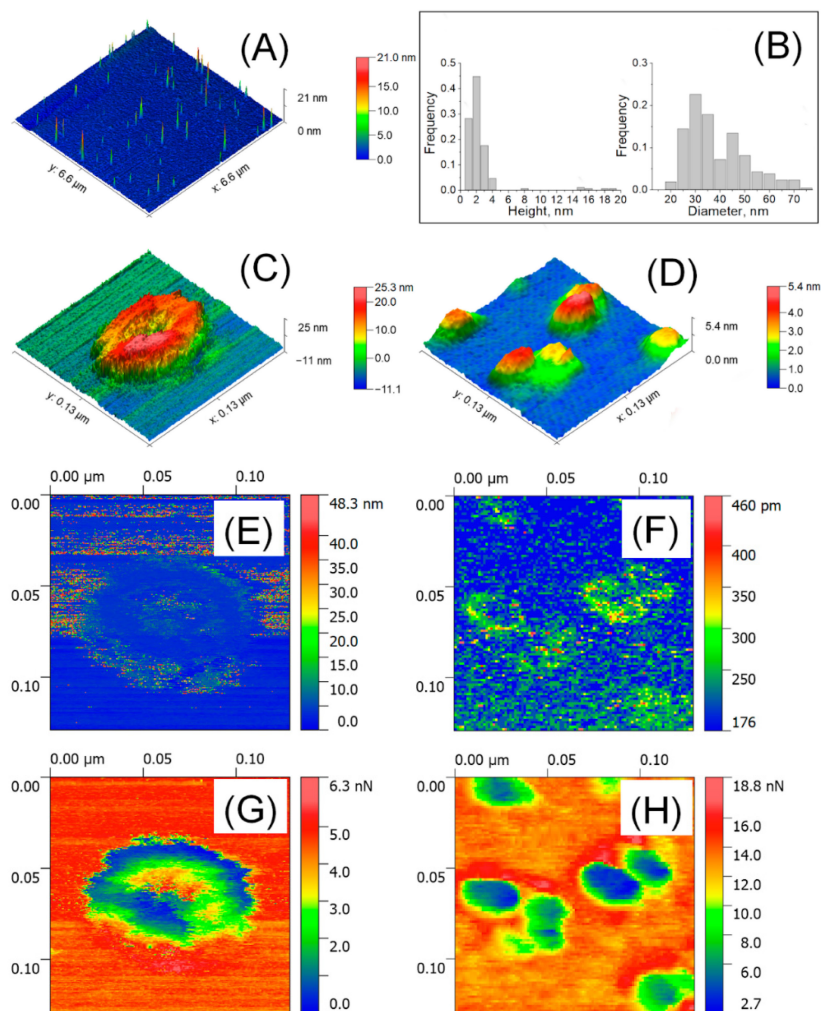 (A)
21.0 nm
15.0
10.0
5.0
0.0
21 nm
0 nm
y: 6.6 µm
x: 6.6 µm
(B)
Frequency
0.5
0.4
0.3
0.2
0.1
0.0
0 2 4 6 8 10 12 14 16 18 20
Height, nm
Frequency
0.3
0.2
0.1
0.0
20 30 40 50 60 70
Diameter, nm
(C)
25.3 nm
20.0
10.0
0.0
−11.1
25 nm
−11 nm
y: 0.13 µm
x: 0.13 µm
(D)
5.4 nm
4.0
3.0
2.0
1.0
0.0
5.4 nm
0.0 nm
y: 0.13 µm
x: 0.13 µm
0.00 µm 0.05 0.10
0.00
0.05
0.10
(E)
48.3 nm
40.0
35.0
30.0
25.0
20.0
15.0
10.0
0.0
0.00 µm 0.05 0.10
0.00
0.05
0.10
(F)
460 pm
400
350
300
250
176
0.00 µm 0.05 0.10
0.00
0.05
0.10
(G)
6.3 nN
5.0
4.0
3.0
2.0
1.0
0.0
0.00 µm 0.05 0.10
0.00
0.05
0.10
(H)
18.8 nN
16.0
14.0
12.0
10.0
8.0
6.0
2.7